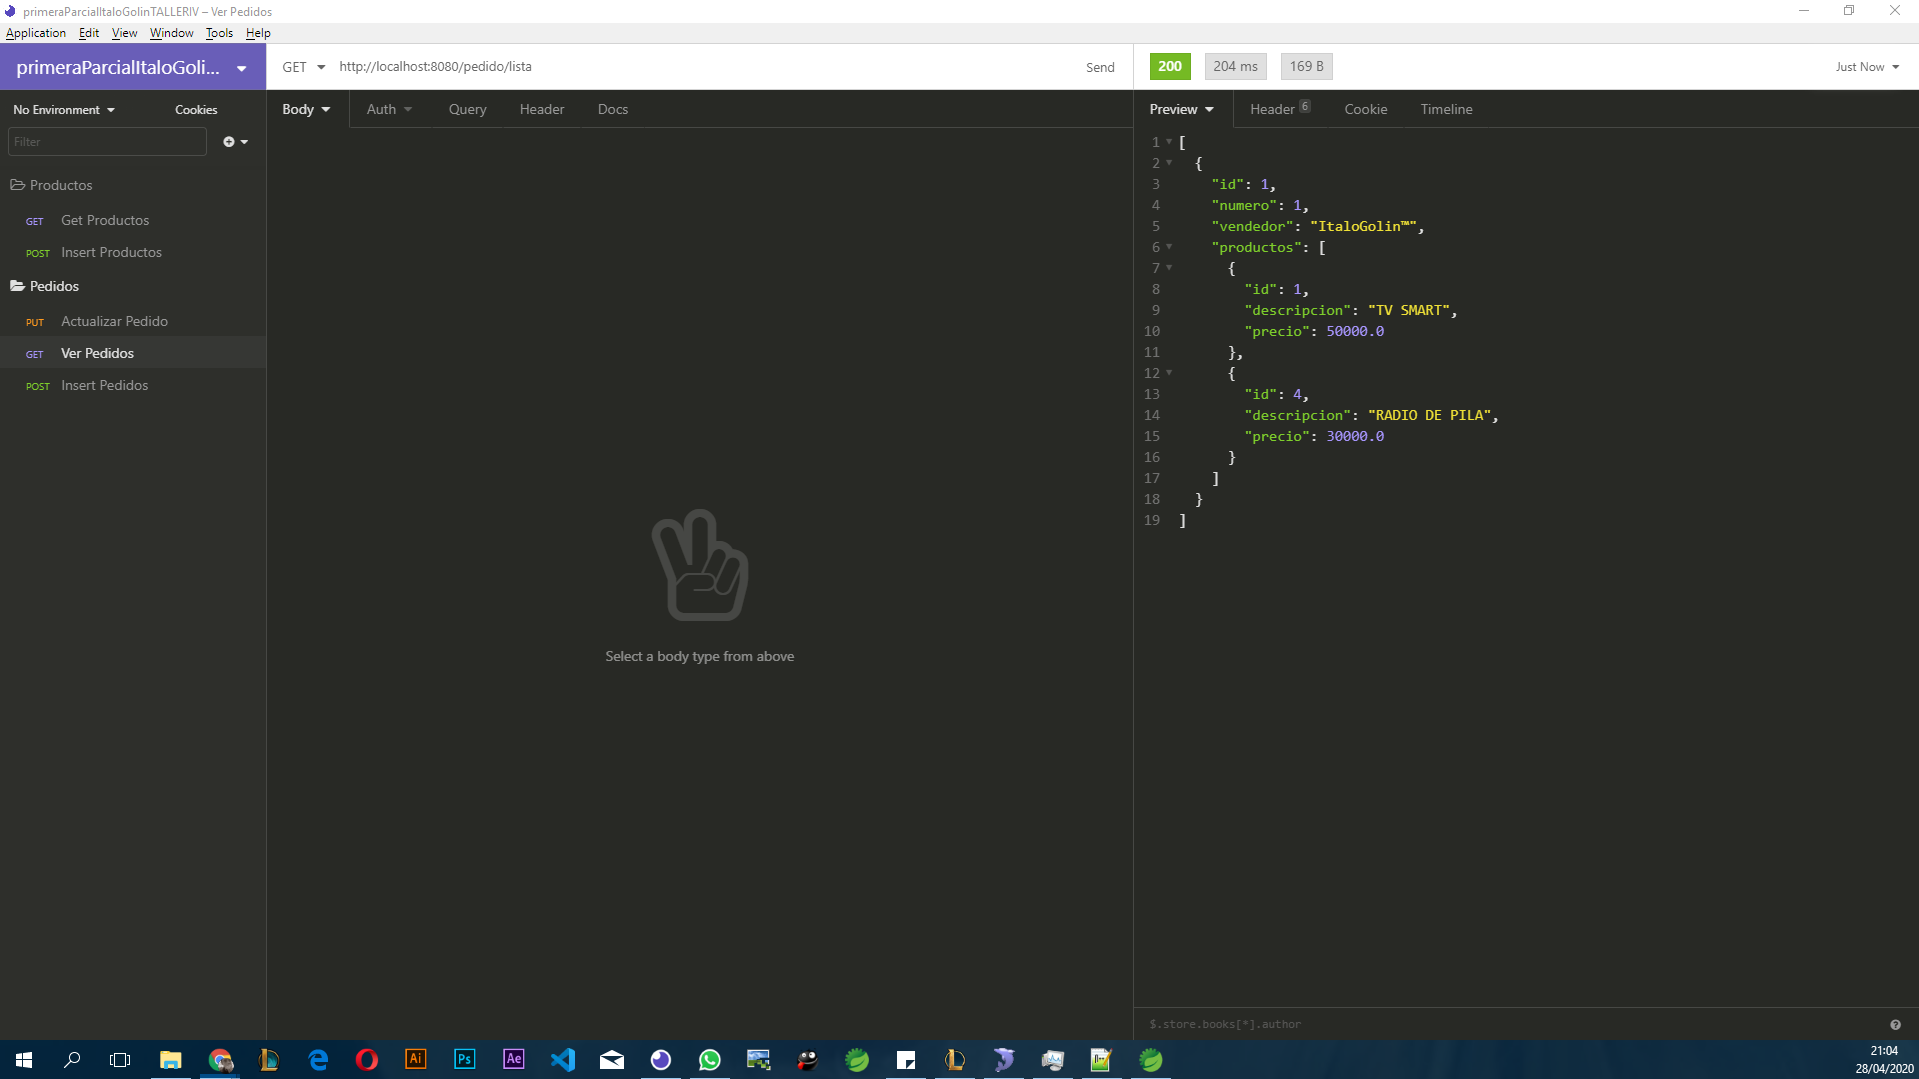 primeraParcialItaloGolinTALLERIV – Ver Pedidos
Application Edit View Window Tools Help
primeraParcialItaloGoli...
GET http://localhost:8080/pedido/lista Send
200 204 ms 169 B Just Now
No Environment Cookies
Body Auth Query Header Docs
Preview Header 6 Cookie Timeline
Filter
Productos
GET Get Productos
POST Insert Productos
Pedidos
PUT Actualizar Pedido
GET Ver Pedidos
POST Insert Pedidos
Select a body type from above
1 [
2 {
3 "id": 1,
4 "numero": 1,
5 "vendedor": "ItaloGolin™",
6 "productos": [
7 {
8 "id": 1,
9 "descripcion": "TV SMART",
10 "precio": 50000.0
11 },
12 {
13 "id": 4,
14 "descripcion": "RADIO DE PILA",
15 "precio": 30000.0
16 }
17 ]
18 }
19 ]
$.store.books[*].author
Ai Ps Ae
21:04
28/04/2020